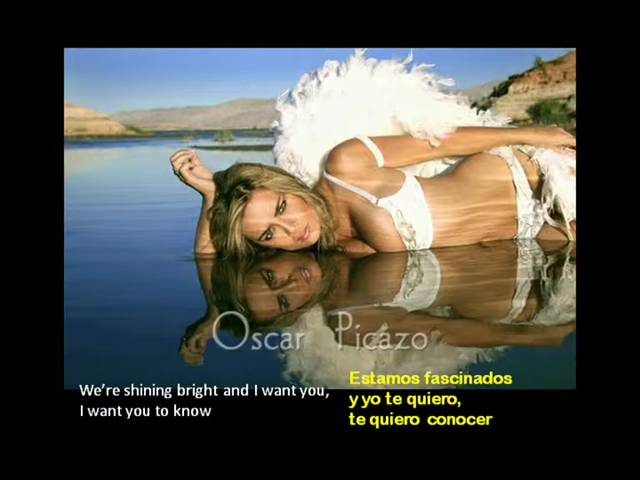 Oscar Picazo
We're shining bright and I want you,
I want you to know
Estamos fascinados
y yo te quiero,
te quiero conocer